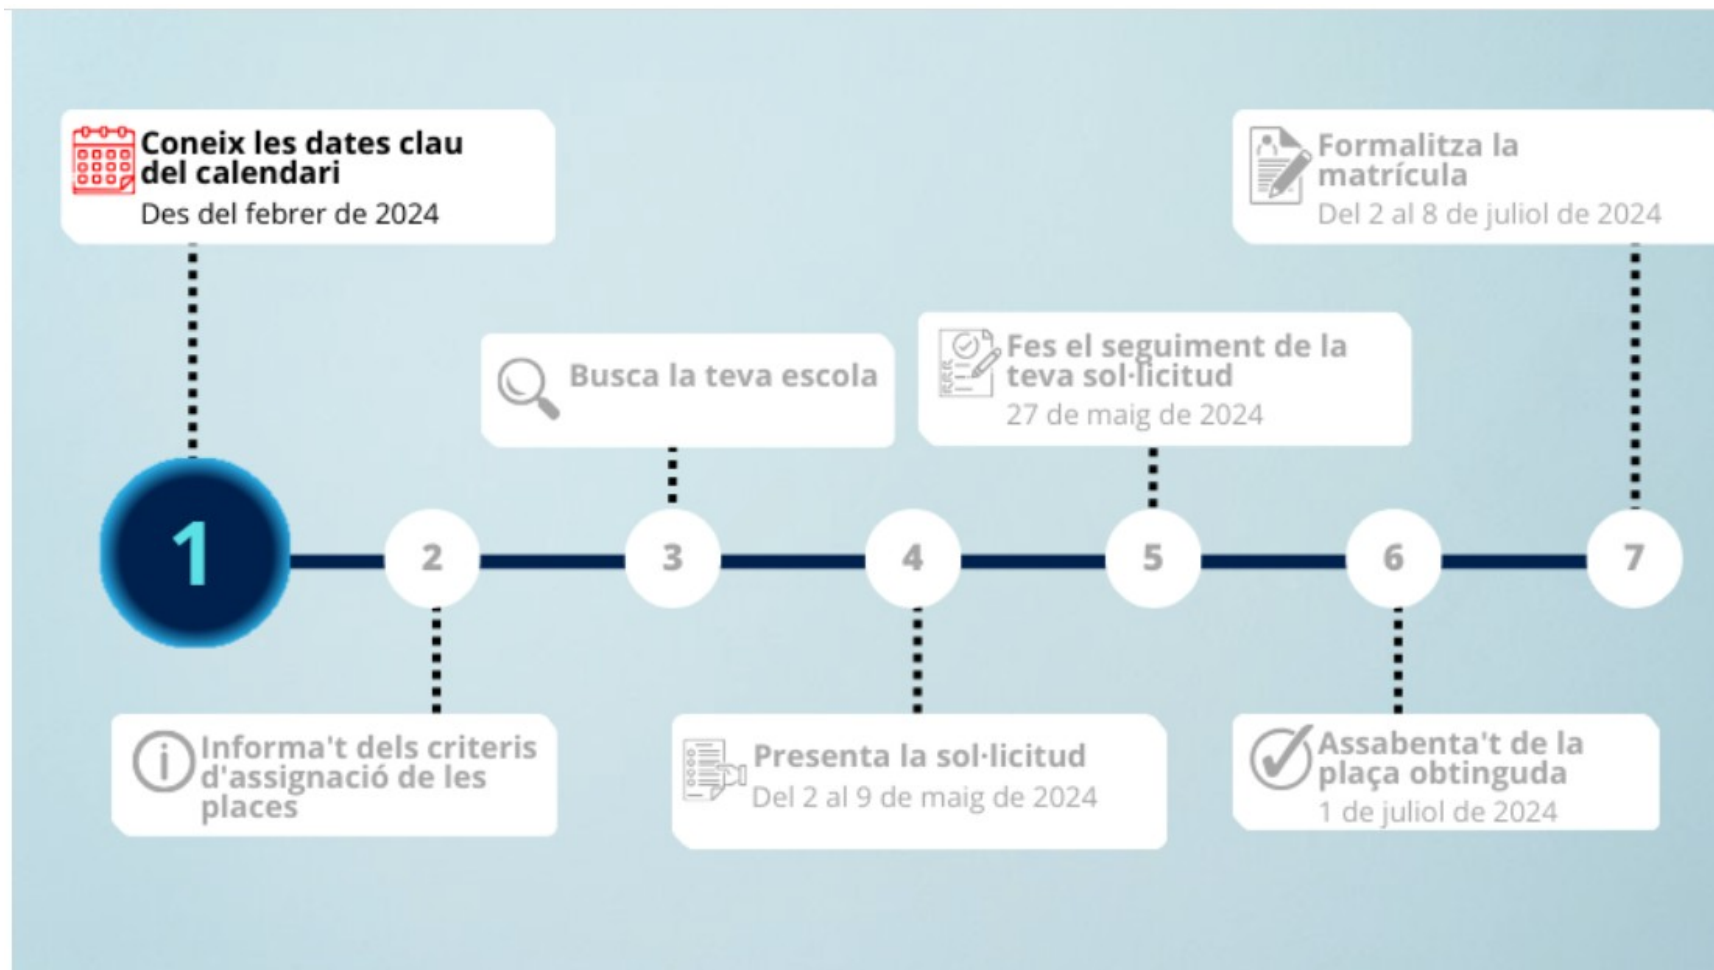 Coneix les dates clau
del calendari
Des del febrer de 2024
Formalitza la
matrícula
Del 2 al 8 de juliol de 2024
Busca la teva escola
Fes el seguiment de la
teva sol·licitud
27 de maig de 2024
1
2
3
4
5
6
7
Informa't dels criteris
d'assignació de les
places
Presenta la sol·licitud
Del 2 al 9 de maig de 2024
Assabenta't de la
plaça obtinguda
1 de juliol de 2024